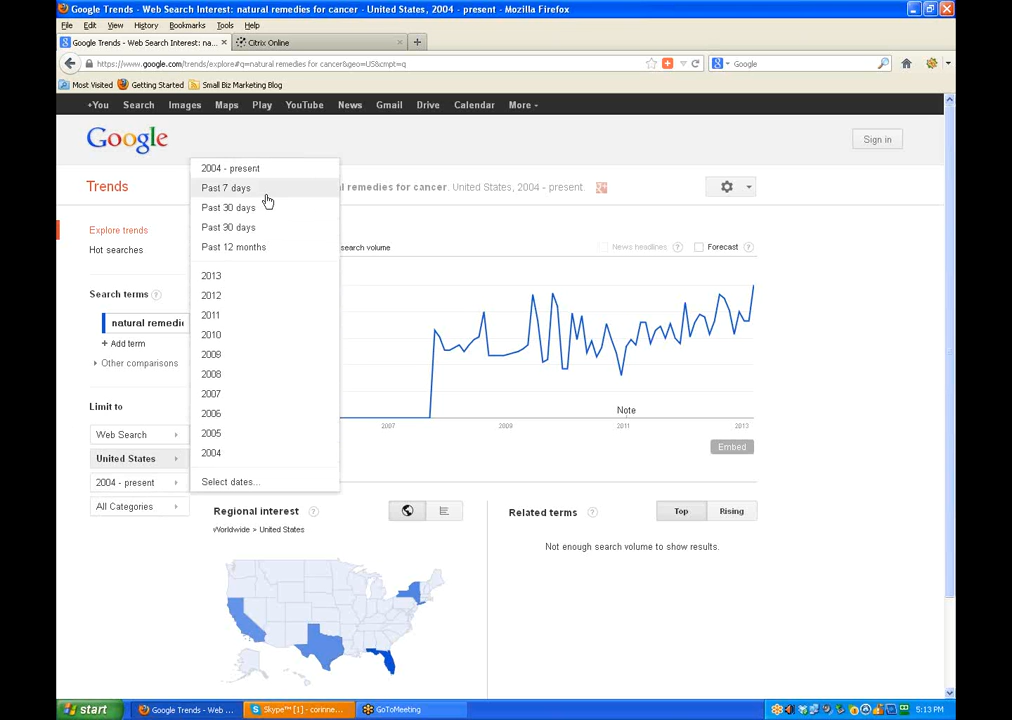 Google Trends - Web Search Interest: natural remedies for cancer - United States, 2004 - present - Mozilla Firefox
File Edit View History Bookmarks Tools Help
Google Trends - Web Search Interest: na... × Citrix Online × +
https://www.google.com/trends/explore#q=natural remedies for cancer&geo=US&cmpt=q Google
Most Visited Getting Started Small Biz Marketing Blog
+You Search Images Maps Play YouTube News Gmail Drive Calendar More
Google
Sign in
2004 - present
Trends
Past 7 days
al remedies for cancer. United States, 2004 - present.
Past 30 days
Past 30 days
Explore trends
Hot searches
Past 12 months
search volume
News headlines ? Forecast ?
2013
Search terms ?
2012
2011
natural remedi
2010
+ Add term
2009
Other comparisons
2008
2007
Limit to
2006
Note
2007 2009 2011 2013
Web Search
2005
Embed
United States
2004
2004 - present
Select dates...
All Categories
Regional interest ?
Related terms ?
Top Rising
Worldwide > United States
Not enough search volume to show results.
start Google Trends - We ... Skype™ [1] - corinne... GoToMeeting 5:13 PM